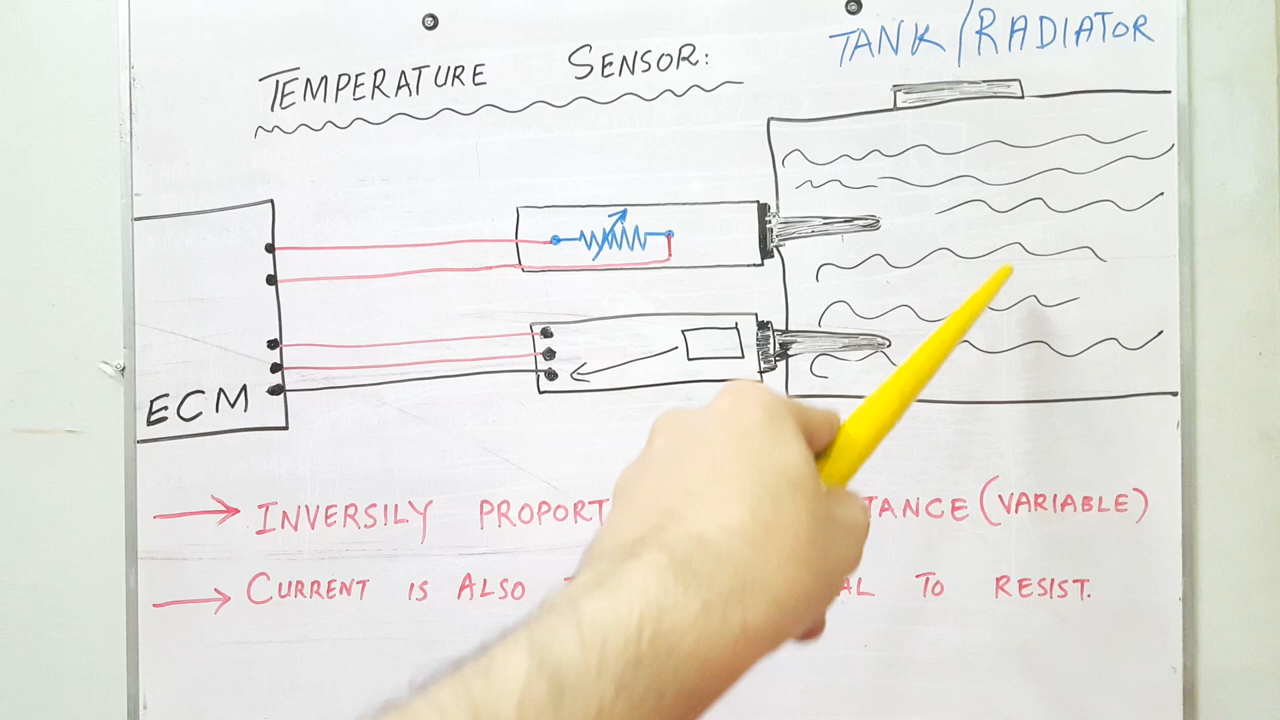 TANK/RADIATOR
TEMPERATURE SENSOR:
ECM
→ INVERSILY PROPORT TANCE (VARIABLE)
→ CURRENT IS ALSO AL TO RESIST.